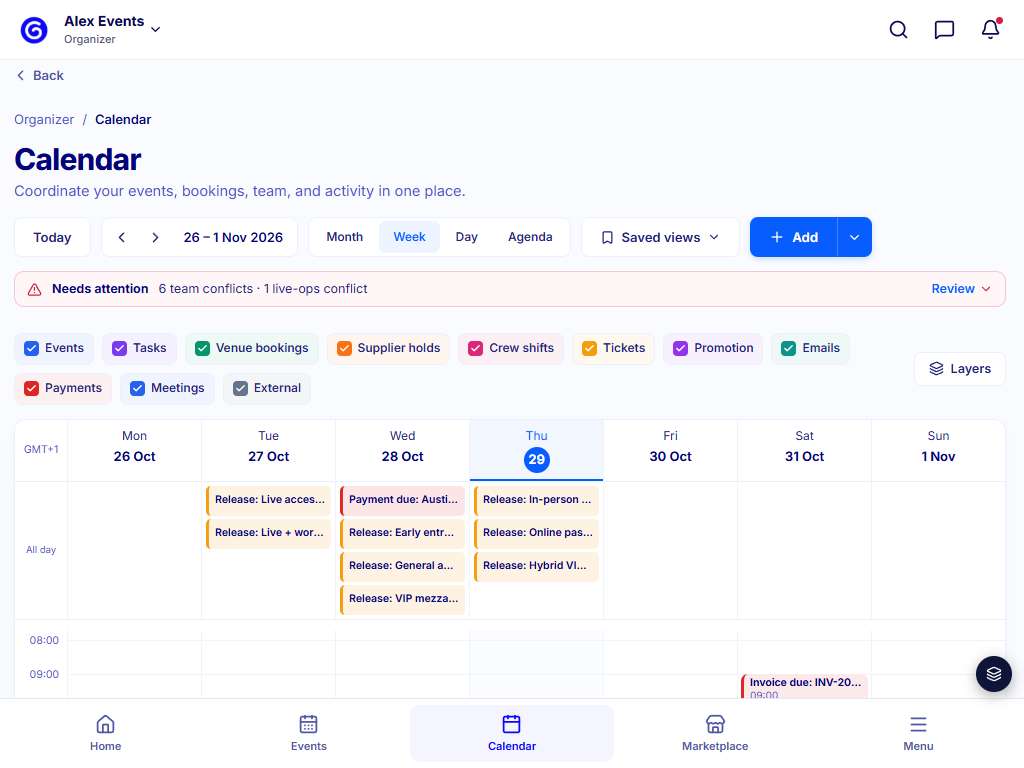 Alex Events
Organizer
Back
Organizer / Calendar
Calendar
Coordinate your events, bookings, team, and activity in one place.
Today
26 – 1 Nov 2026
Month Week Day Agenda
Saved views
Add
Needs attention 6 team conflicts · 1 live-ops conflict
Review
Events Tasks Venue bookings Supplier holds Crew shifts Tickets Promotion Emails
Payments Meetings External
Layers
GMT+1
Mon Tue Wed Thu Fri Sat Sun
26 Oct 27 Oct 28 Oct 29 30 Oct 31 Oct 1 Nov
All day
Release: Live acces... Payment due: Austi... Release: In-person ...
Release: Live + wor... Release: Early entr... Release: Online pas...
Release: General a... Release: Hybrid VI...
Release: VIP mezza...
08:00
09:00
Invoice due: INV-20...
09:00
Home Events Calendar Marketplace Menu